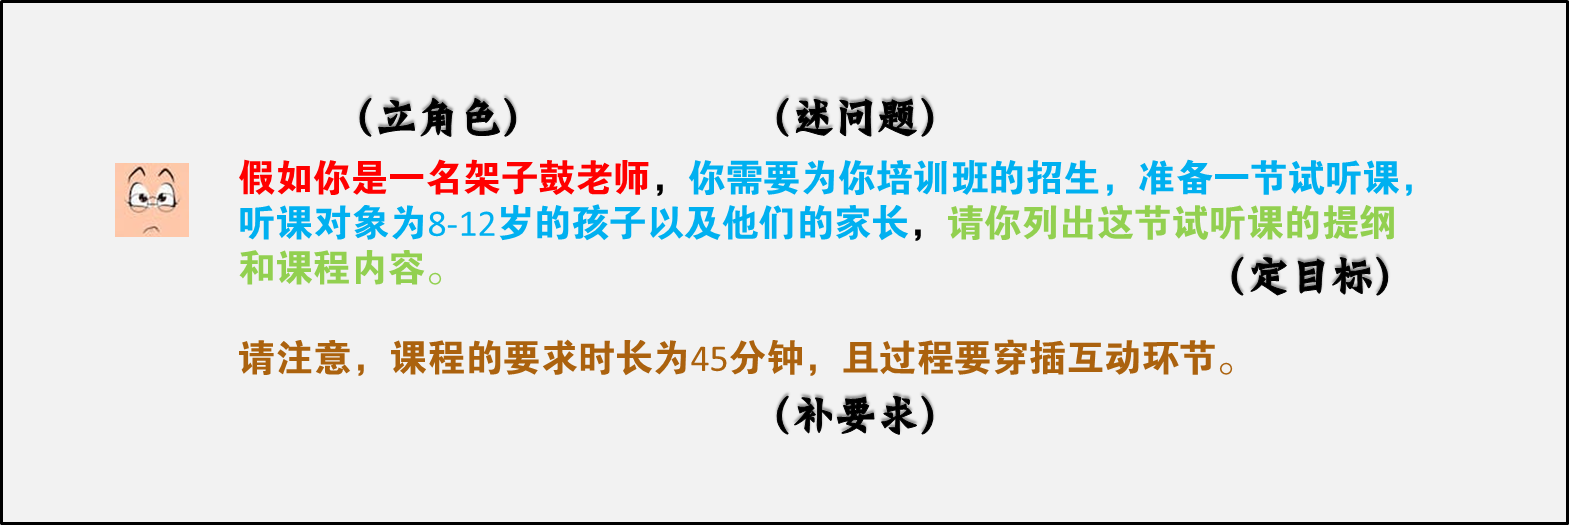 （立角色） （述问题）
假如你是一名架子鼓老师，你需要为你培训班的招生，准备一节试听课，
听课对象为8-12岁的孩子以及他们的家长，请你列出这节试听课的提纲
和课程内容。
（定目标）
请注意，课程的要求时长为45分钟，且过程要穿插互动环节。
（补要求）